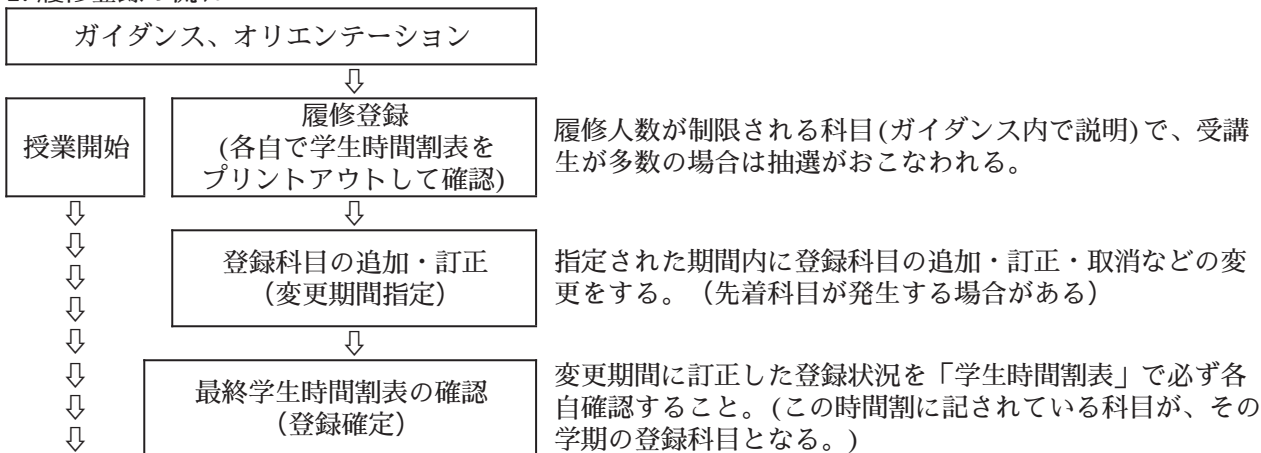 ガイダンス、オリエンテーション
⇩
授業開始
履修登録
(各自で学生時間割表を
プリントアウトして確認)
履修人数が制限される科目(ガイダンス内で説明)で、受講
生が多数の場合は抽選がおこなわれる。
⇩
⇩
⇩
⇩
⇩
⇩
⇩
⇩
⇩
登録科目の追加・訂正
(変更期間指定)
指定された期間内に登録科目の追加・訂正・取消などの変
更をする。(先着科目が発生する場合がある)
⇩
最終学生時間割表の確認
(登録確定)
変更期間に訂正した登録状況を「学生時間割表」で必ず各
自確認すること。(この時間割に記されている科目が、その
学期の登録科目となる。)